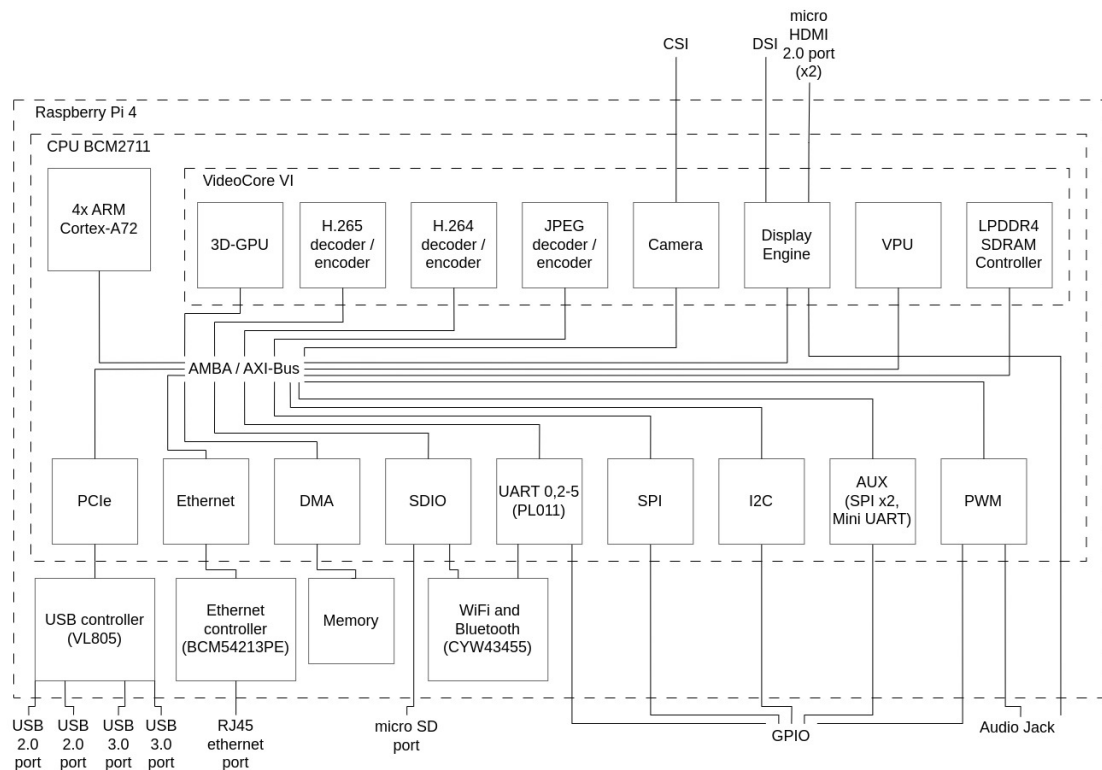 micro
HDMI
2.0 port
(x2)
CSI
DSI
Raspberry Pi 4
CPU BCM2711
VideoCore VI
4x ARM
Cortex-A72
3D-GPU
H.265
decoder /
encoder
H.264
decoder /
encoder
JPEG
decoder /
encoder
Camera
Display
Engine
VPU
LPDDR4
SDRAM
Controller
AMBA / AXI-Bus
PCIe
Ethernet
DMA
SDIO
UART 0,2-5
(PL011)
SPI
I2C
AUX
(SPI x2,
Mini UART)
PWM
USB controller
(VL805)
Ethernet
controller
(BCM54213PE)
Memory
WiFi and
Bluetooth
(CYW43455)
USB
2.0
port
USB
2.0
port
USB
3.0
port
USB
3.0
port
RJ45
ethernet
port
micro SD
port
GPIO
Audio Jack